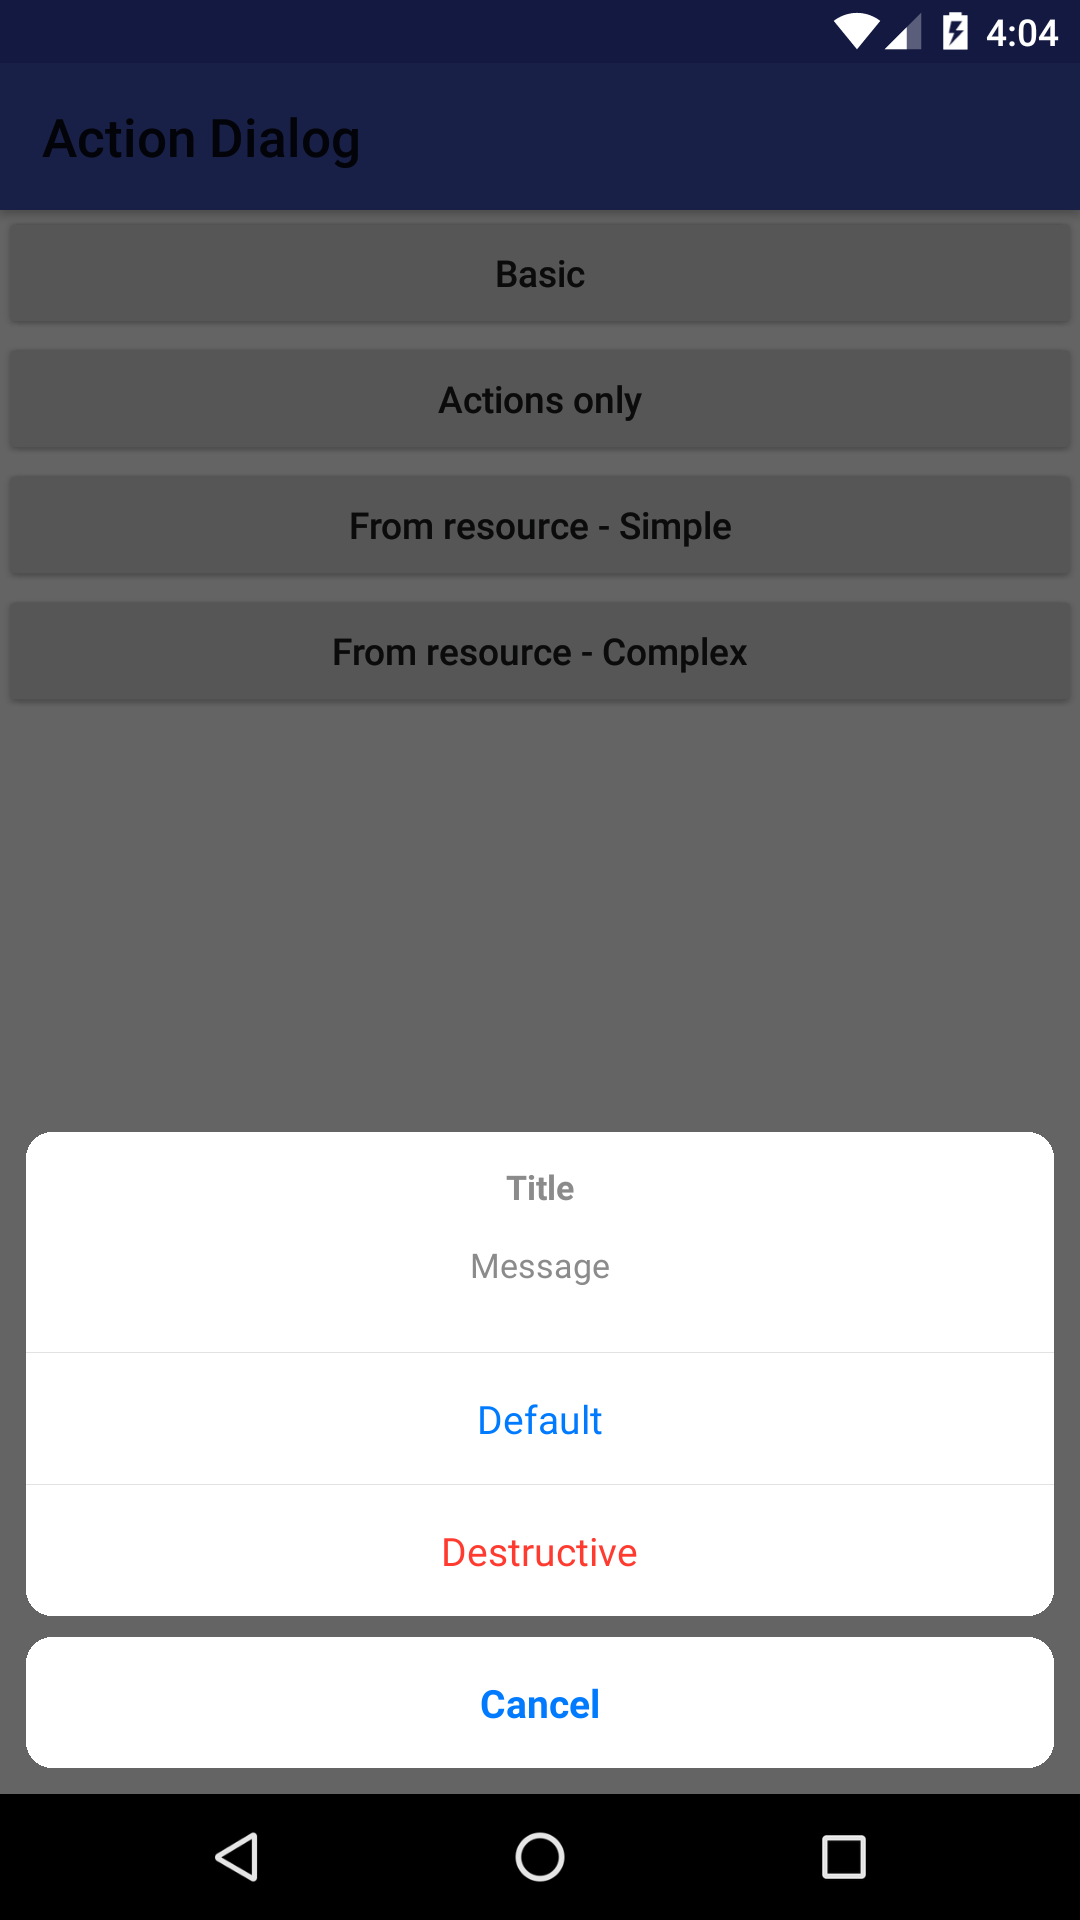 4:04
Action Dialog
Basic
Actions only
From resource - Simple
From resource - Complex
Title
Message
Default
Destructive
Cancel